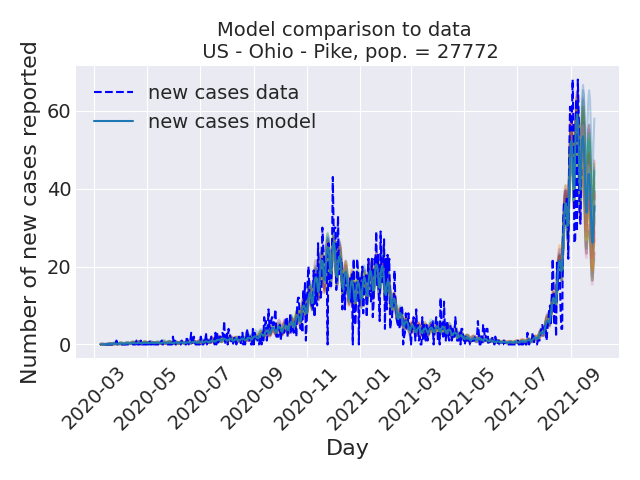 Model comparison to data
US - Ohio - Pike, pop. = 27772
Number of new cases reported
60
40
20
0
new cases data
new cases model
2020-03
2020-05
2020-07
2020-09
2020-11
2021-01
2021-03
2021-05
2021-07
2021-09
Day